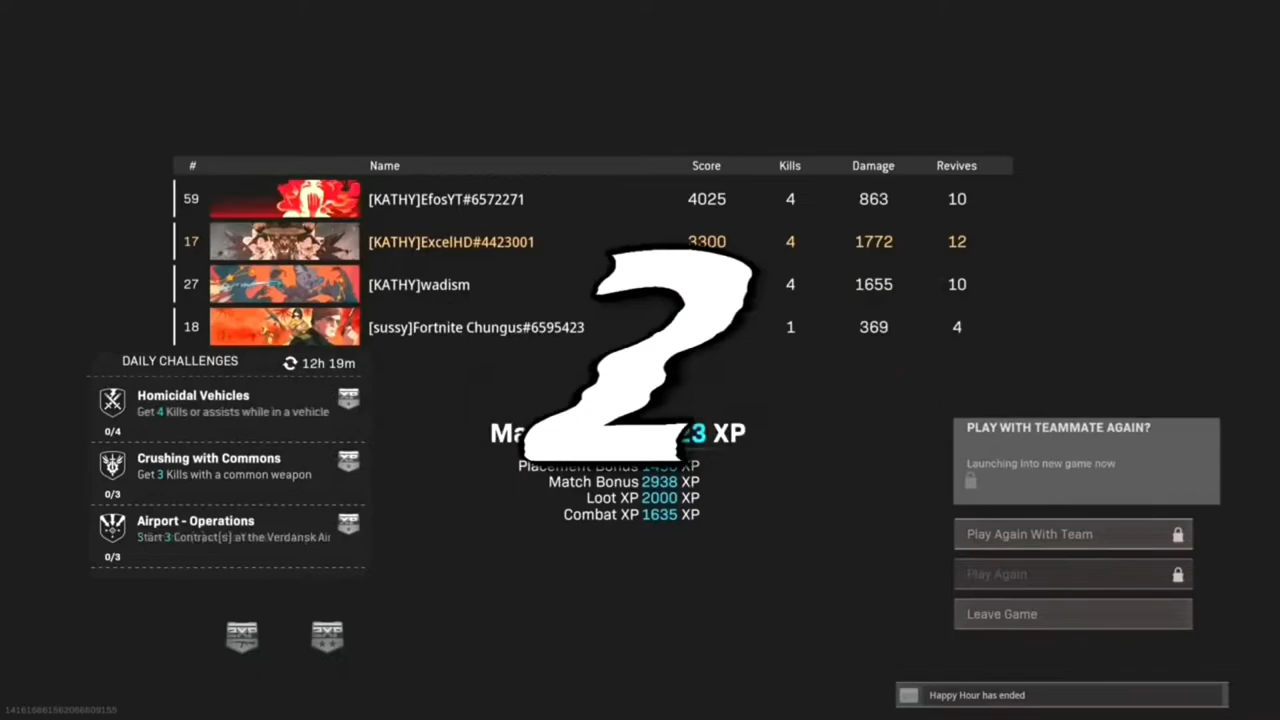 # Name Score Kills Damage Revives
59 [KATHY]EfosYT#6572271 4025 4 863 10
17 [KATHY]ExcelHD#4423001 3300 4 1772 12
27 [KATHY]wadism 4 1655 10
18 [sussy]Fortnite Chungus#6595423 1 369 4
DAILY CHALLENGES 12h 19m
Homicidal Vehicles
Get 4 Kills or assists while in a vehicle
0/4
Crushing with Commons
Get 3 Kills with a common weapon
0/3
Airport - Operations
Start 3 Contract(s) at the Verdansk Air
0/3
2
XP
Placement Bonus XP
Match Bonus 2938 XP
Loot XP 2000 XP
Combat XP 1635 XP
PLAY WITH TEAMMATE AGAIN?
Launching into new game now
Play Again With Team
Play Again
Leave Game
Happy Hour has ended